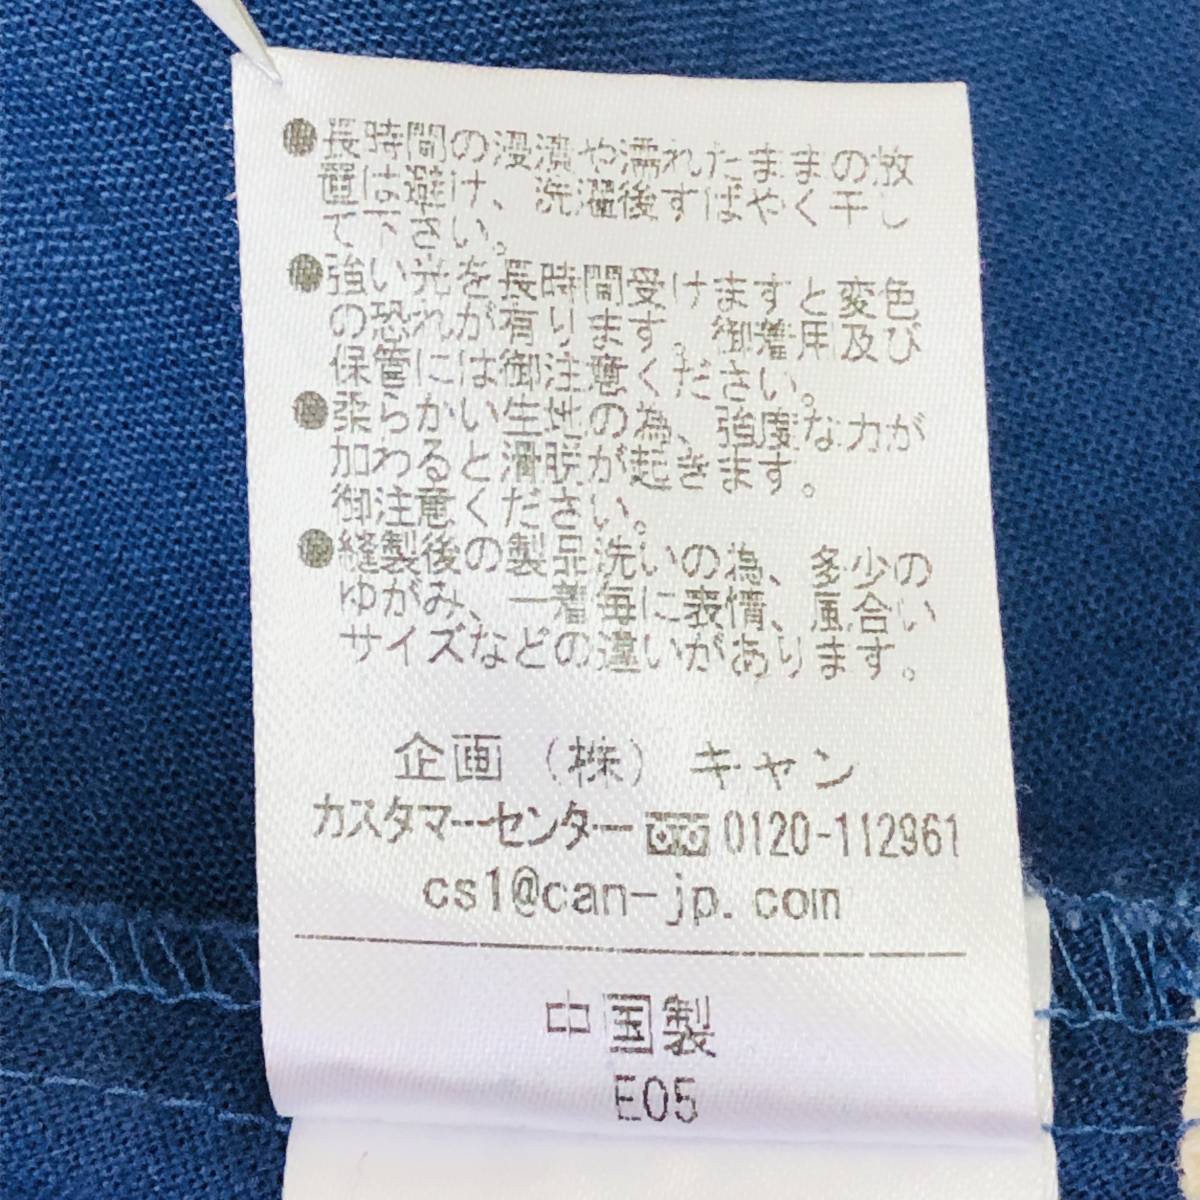 ●長時間の浸漬や濡れたままの放
置は避け、洗濯後すばやく干し
て下さい。
●強い光を長時間受けますと変色
の恐れが有ります。御着用及び
保管には御注意ください。
●柔らかい生地の為、強度な力が
加わると滑脱が起きます。
御注意ください。
●縫製後の製品洗いの為、多少の
ゆがみ、一着毎に表情、風合い
サイズなどの違いがあります。
企画（株）キャン
カスタマーセンター 0120-112961
cs1@can-jp.com
中国製
E05